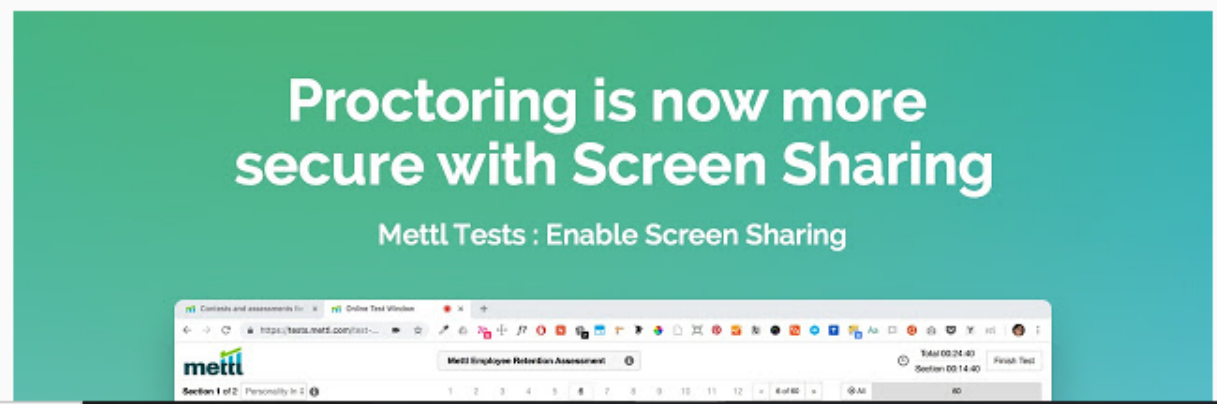 Proctoring is now more
secure with Screen Sharing
Mettl Tests : Enable Screen Sharing
Contests and assessments for × Online Test Window × +
https://tests.mettl.com/test-...
mettl
Mettl Employee Retention Assessment
Total 00:24:40
Section 00:14:40
Finish Test
Section 1 of 2 Personality In
1 2 3 4 5 6 7 8 9 10 11 12 6 of 60 All 60